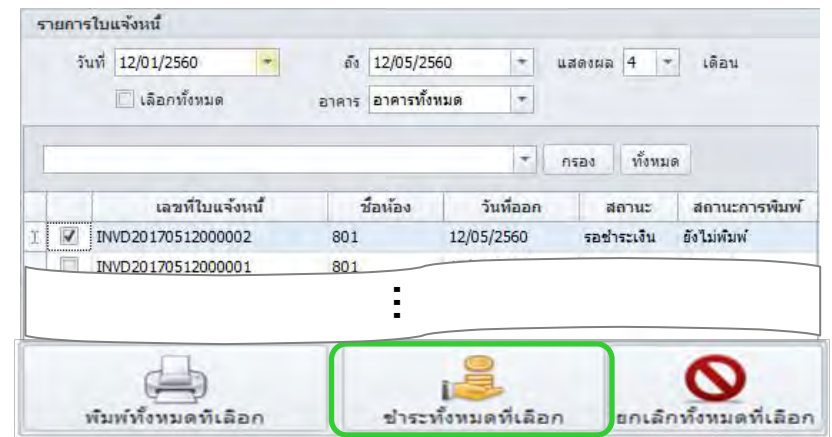 รายการใบแจ้งหนี้
วันที่ 12/01/2560 ถึง 12/05/2560 แสดงผล 4 เดือน
เลือกทั้งหมด อาคาร อาคารทั้งหมด
กรอง ทั้งหมด
เลขที่ใบแจ้งหนี้ ชื่อห้อง วันที่ออก สถานะ สถานะการพิมพ์
INVD20170512000002 801 12/05/2560 รอชำระเงิน ยังไม่พิมพ์
INVD20170512000001 801
พิมพ์ทั้งหมดที่เลือก ชำระทั้งหมดที่เลือก ยกเลิกทั้งหมดที่เลือก